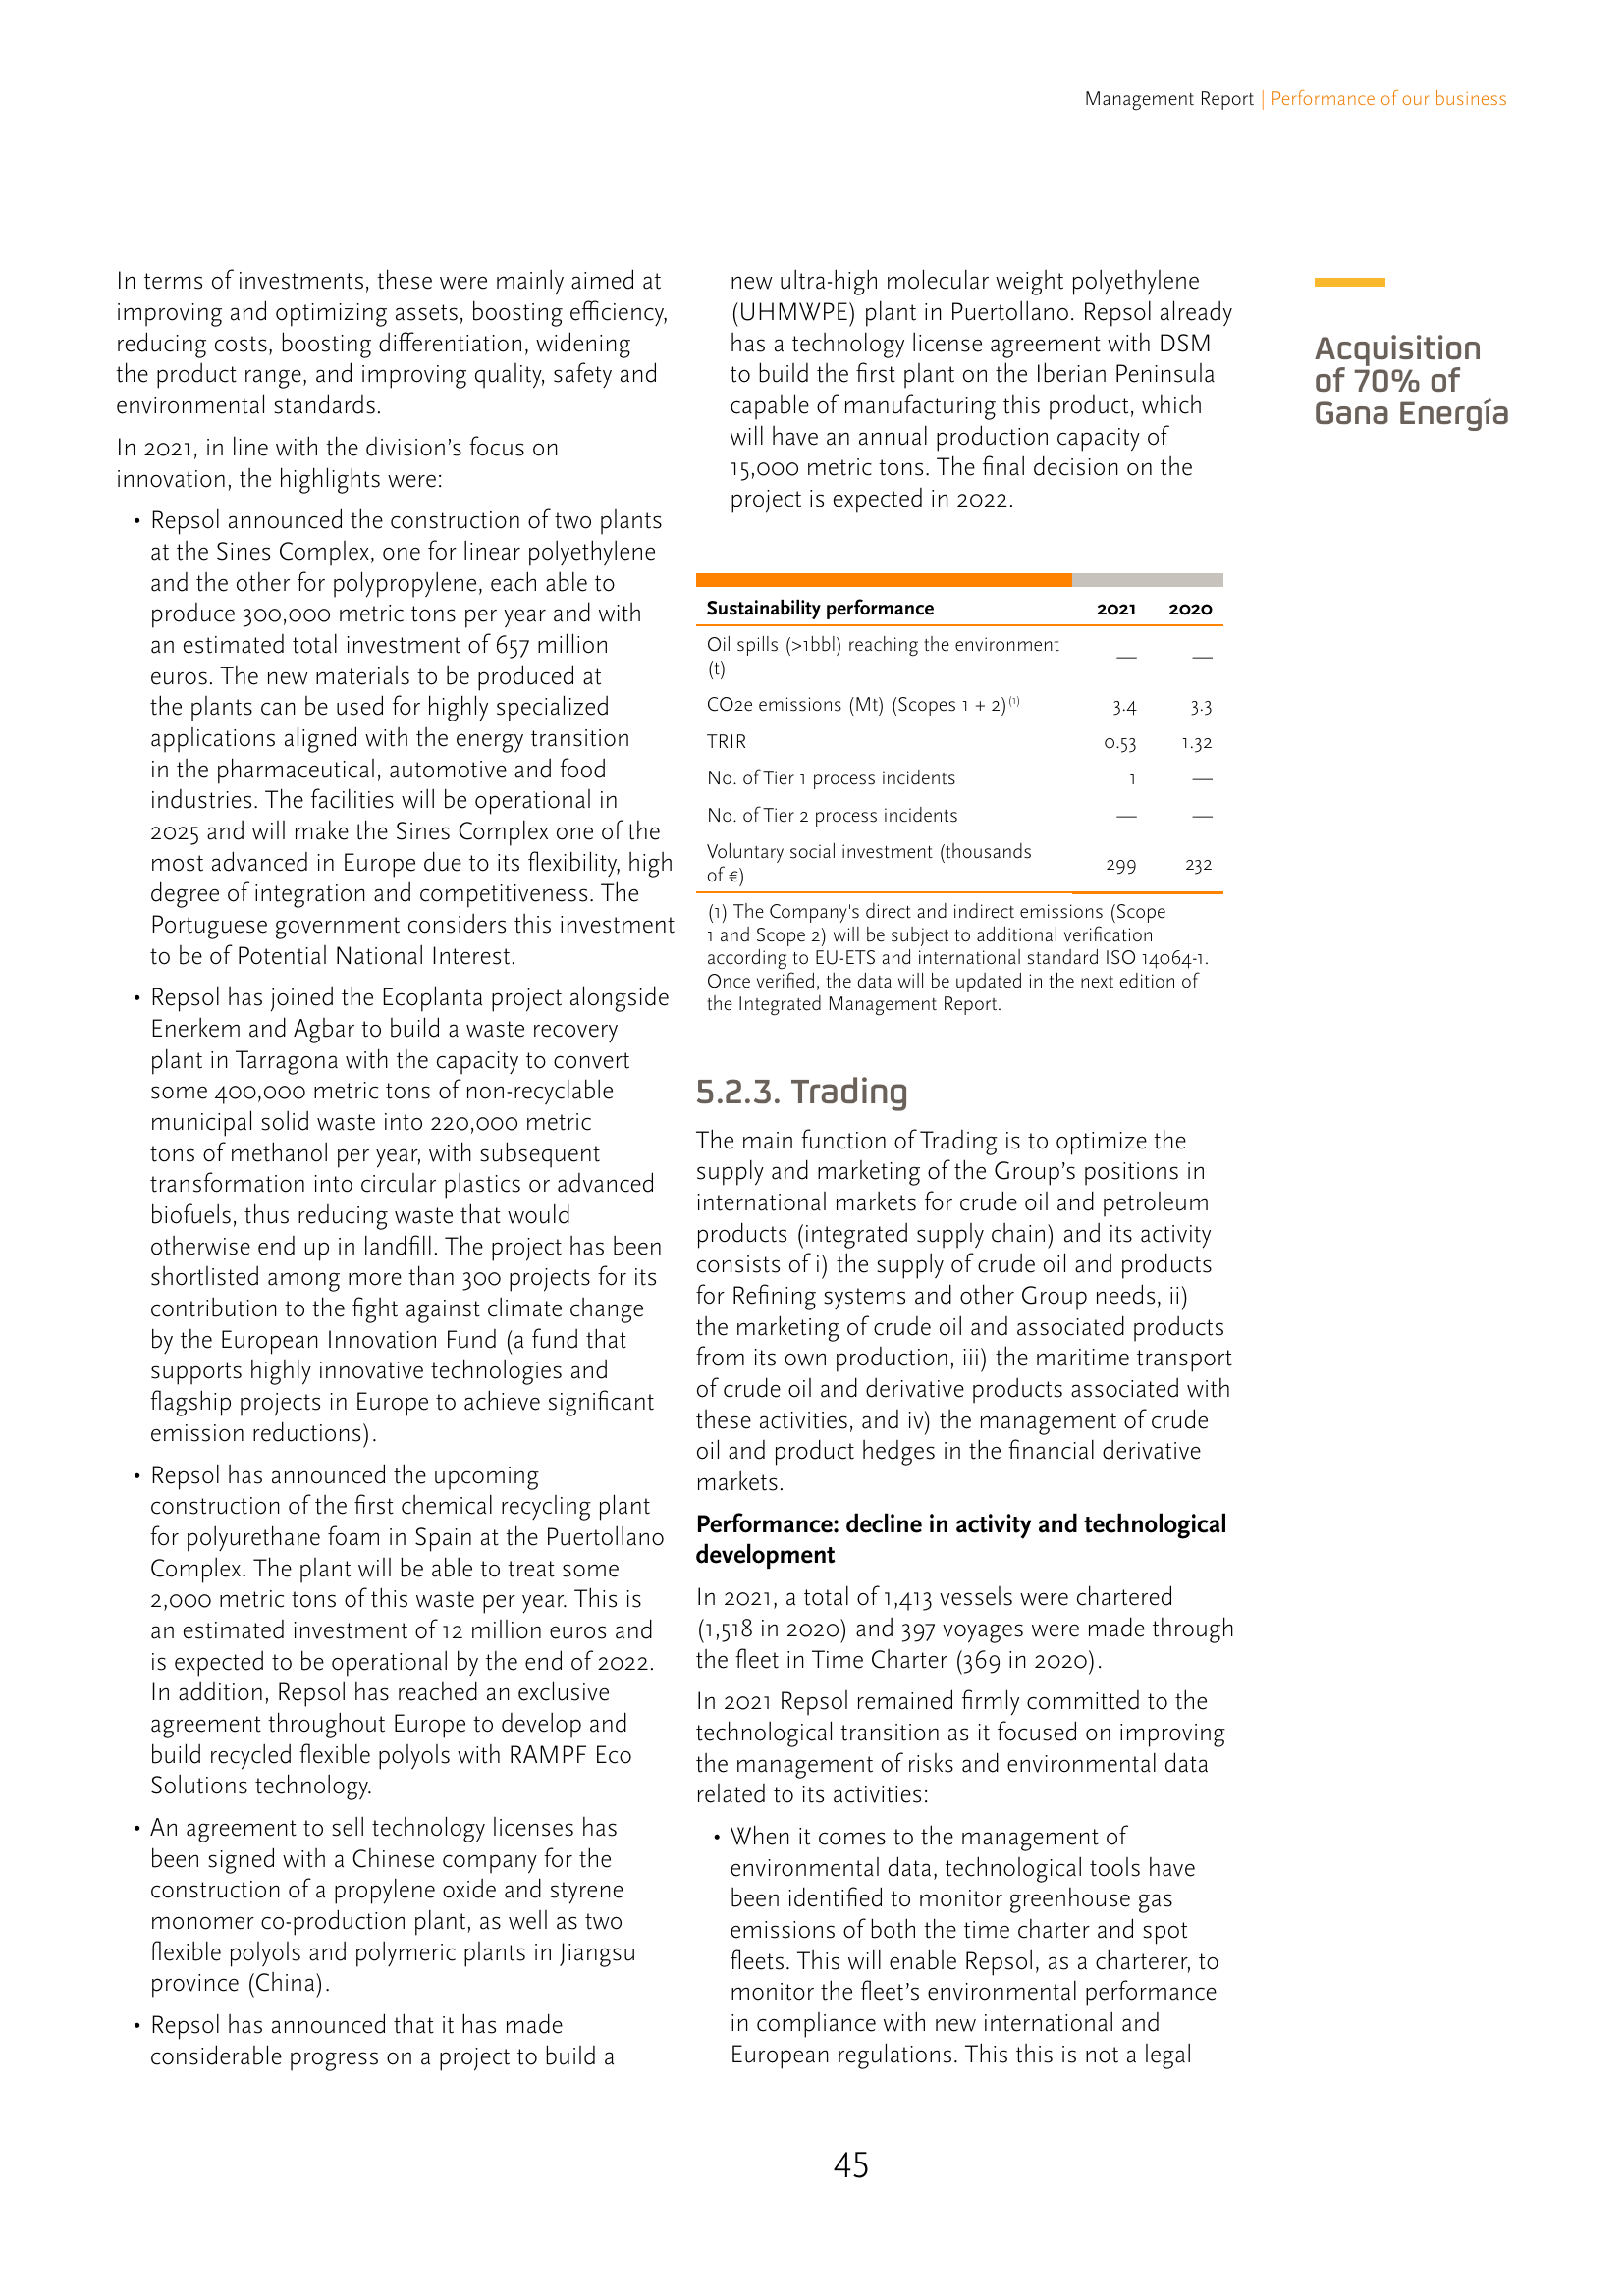 Management Report | Performance of our business
In terms of investments, these were mainly aimed at
improving and optimizing assets, boosting efficiency,
reducing costs, boosting differentiation, widening
the product range, and improving quality, safety and
environmental standards.
In 2021, in line with the division’s focus on
innovation, the highlights were:
• Repsol announced the construction of two plants
at the Sines Complex, one for linear polyethylene
and the other for polypropylene, each able to
produce 300,000 metric tons per year and with
an estimated total investment of 657 million
euros. The new materials to be produced at
the plants can be used for highly specialized
applications aligned with the energy transition
in the pharmaceutical, automotive and food
industries. The facilities will be operational in
2025 and will make the Sines Complex one of the
most advanced in Europe due to its flexibility, high
degree of integration and competitiveness. The
Portuguese government considers this investment
to be of Potential National Interest.
• Repsol has joined the Ecoplanta project alongside
Enerkem and Agbar to build a waste recovery
plant in Tarragona with the capacity to convert
some 400,000 metric tons of non-recyclable
municipal solid waste into 220,000 metric
tons of methanol per year, with subsequent
transformation into circular plastics or advanced
biofuels, thus reducing waste that would
otherwise end up in landfill. The project has been
shortlisted among more than 300 projects for its
contribution to the fight against climate change
by the European Innovation Fund (a fund that
supports highly innovative technologies and
flagship projects in Europe to achieve significant
emission reductions).
• Repsol has announced the upcoming
construction of the first chemical recycling plant
for polyurethane foam in Spain at the Puertollano
Complex. The plant will be able to treat some
2,000 metric tons of this waste per year. This is
an estimated investment of 12 million euros and
is expected to be operational by the end of 2022.
In addition, Repsol has reached an exclusive
agreement throughout Europe to develop and
build recycled flexible polyols with RAMPF Eco
Solutions technology.
• An agreement to sell technology licenses has
been signed with a Chinese company for the
construction of a propylene oxide and styrene
monomer co-production plant, as well as two
flexible polyols and polymeric plants in Jiangsu
province (China).
• Repsol has announced that it has made
considerable progress on a project to build a
new ultra-high molecular weight polyethylene
(UHMWPE) plant in Puertollano. Repsol already
has a technology license agreement with DSM
to build the first plant on the Iberian Peninsula
capable of manufacturing this product, which
will have an annual production capacity of
15,000 metric tons. The final decision on the
project is expected in 2022.
Sustainability performance 2021 2020
Oil spills (>1bbl) reaching the environment
(t) — —
CO2e emissions (Mt) (Scopes 1 + 2)(1) 3.4 3.3
TRIR 0.53 1.32
No. of Tier 1 process incidents 1 —
No. of Tier 2 process incidents — —
Voluntary social investment (thousands
of €) 299 232
(1) The Company's direct and indirect emissions (Scope
1 and Scope 2) will be subject to additional verification
according to EU-ETS and international standard ISO 14064-1.
Once verified, the data will be updated in the next edition of
the Integrated Management Report.
5.2.3. Trading
The main function of Trading is to optimize the
supply and marketing of the Group’s positions in
international markets for crude oil and petroleum
products (integrated supply chain) and its activity
consists of i) the supply of crude oil and products
for Refining systems and other Group needs, ii)
the marketing of crude oil and associated products
from its own production, iii) the maritime transport
of crude oil and derivative products associated with
these activities, and iv) the management of crude
oil and product hedges in the financial derivative
markets.
Performance: decline in activity and technological
development
In 2021, a total of 1,413 vessels were chartered
(1,518 in 2020) and 397 voyages were made through
the fleet in Time Charter (369 in 2020).
In 2021 Repsol remained firmly committed to the
technological transition as it focused on improving
the management of risks and environmental data
related to its activities:
• When it comes to the management of
environmental data, technological tools have
been identified to monitor greenhouse gas
emissions of both the time charter and spot
fleets. This will enable Repsol, as a charterer, to
monitor the fleet’s environmental performance
in compliance with new international and
European regulations. This this is not a legal
Acquisition
of 70% of
Gana Energía
45